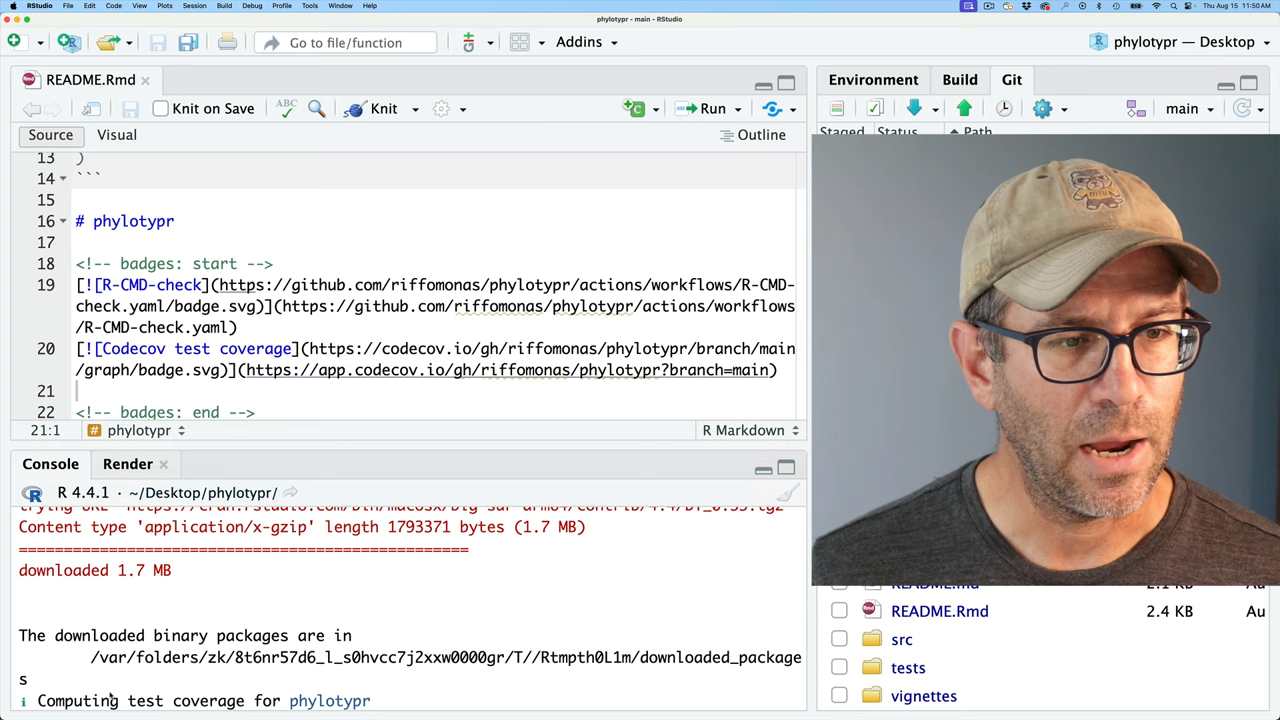 RStudio File Edit Code View Plots Session Build Debug Profile Tools Window Help Thu Aug 15 11:50 AM
phylotypr - main - RStudio
Go to file/function Addins phylotypr — Desktop
README.Rmd Environment Build Git
Knit on Save ABC Knit Run main
Source Visual Outline Staged Status Path
13 )
14 ```
15
16 # phylotypr
17
18 <!-- badges: start -->
19 [![R-CMD-check](https://github.com/riffomonas/phylotypr/actions/workflows/R-CMD-
check.yaml/badge.svg)](https://github.com/riffomonas/phylotypr/actions/workflows
/R-CMD-check.yaml)
20 [![Codecov test coverage](https://codecov.io/gh/riffomonas/phylotypr/branch/main
/graph/badge.svg)](https://app.codecov.io/gh/riffomonas/phylotypr?branch=main)
21
22 <!-- badges: end -->
21:1 # phylotypr R Markdown
Console Render
R 4.4.1 · ~/Desktop/phylotypr/
Content type 'application/x-gzip' length 1793371 bytes (1.7 MB)
==================================================
downloaded 1.7 MB
The downloaded binary packages are in
/var/folders/zk/8t6nr57d6_l_s0hvcc7j2xxw0000gr/T//Rtmpth0L1m/downloaded_package
s
i Computing test coverage for phylotypr
README.md 2.1 KB Au
README.Rmd 2.4 KB Au
src
tests
vignettes